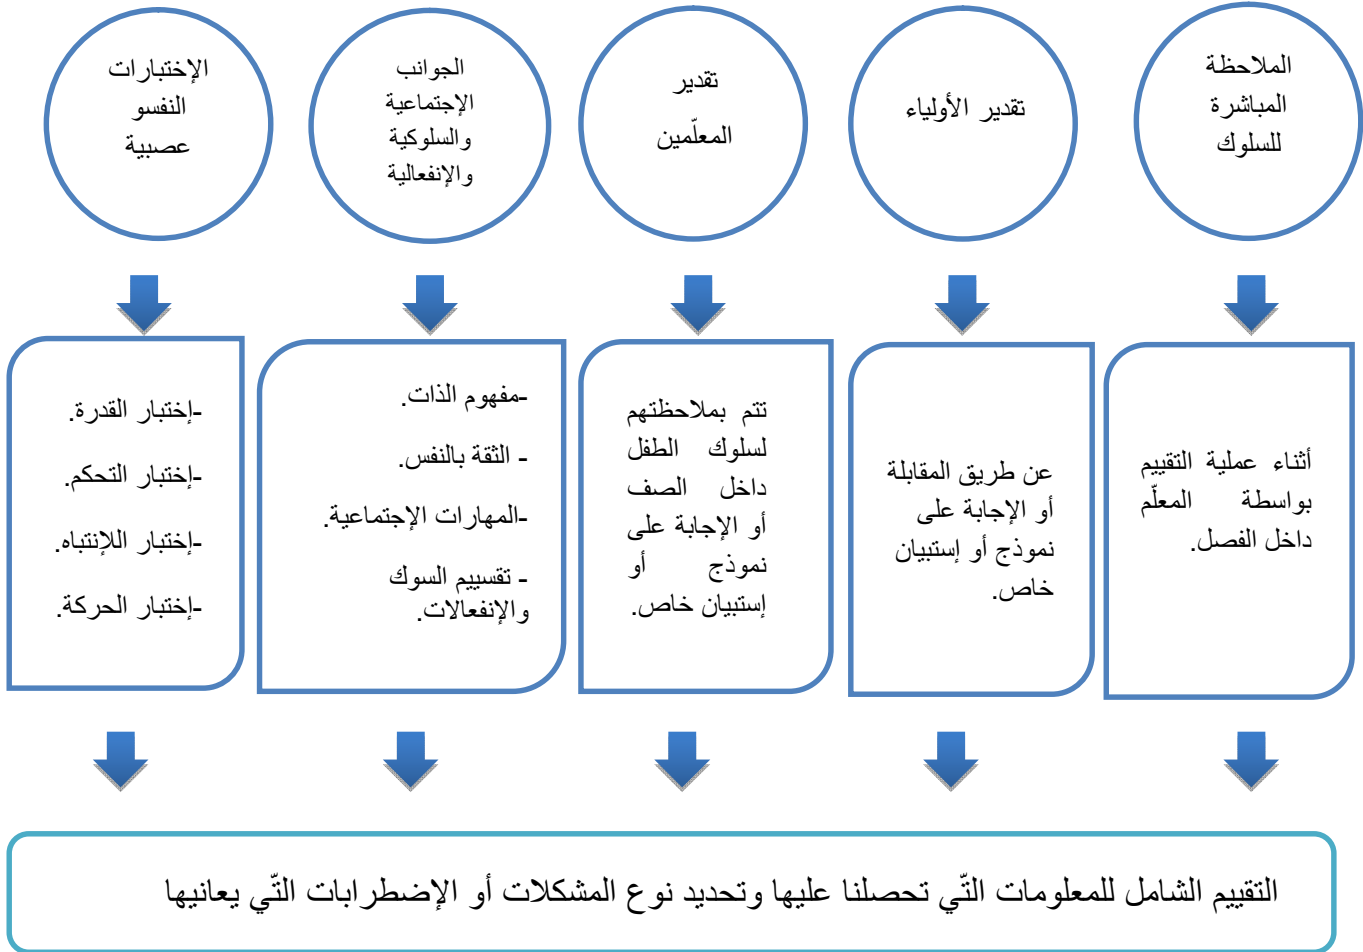 الملاحظة
المباشرة
للسلوك
تقدير الأولياء
تقدير
المعلّمين
الجوانب
الإجتماعية
والسلوكية
والإنفعالية
الإختبارات
النفسو
عصبية
أثناء عملية التقييم
بواسطة المعلّم
داخل الفصل.
عن طريق المقابلة
أو الإجابة على
نموذج أو إستبيان
خاص.
تتم بملاحظتهم
لسلوك الطفل
داخل الصف
أو الإجابة على
نموذج أو
إستبيان خاص.
-مفهوم الذات.
- الثقة بالنفس.
-المهارات الإجتماعية.
- تقسييم السوك
والإنفعالات.
-إختبار القدرة.
-إختبار التحكم.
-إختبار اللإنتباه.
-إختبار الحركة.
التقييم الشامل للمعلومات التّي تحصلنا عليها وتحديد نوع المشكلات أو الإضطرابات التّي يعانيها